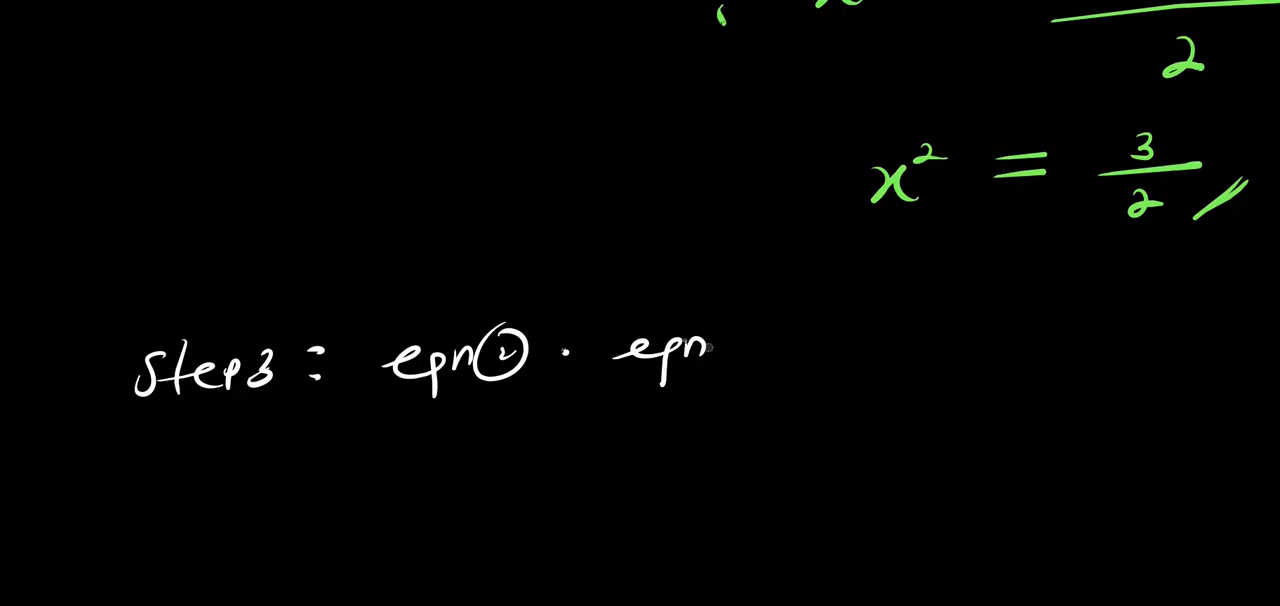 2
x² = 3/2
Step3 : eqn② . eqn